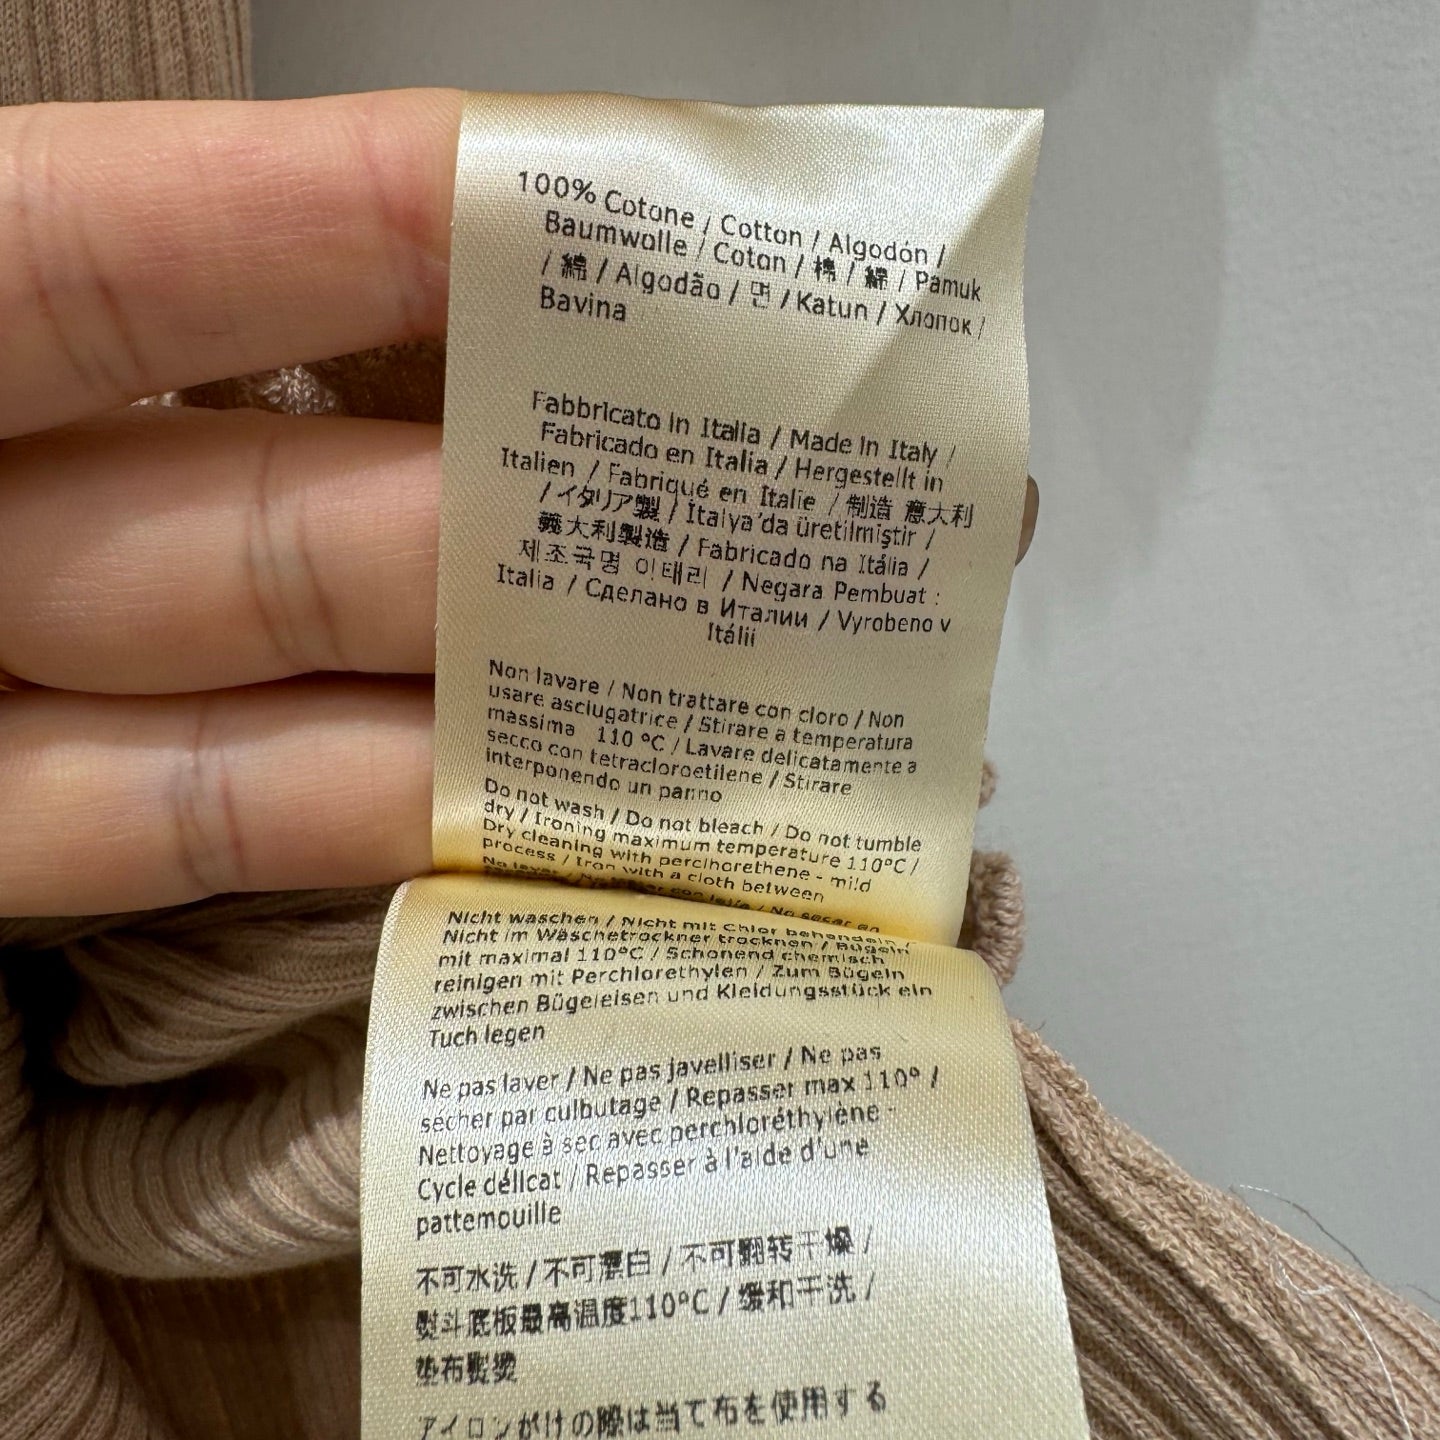 100% Cotone / Cotton / Algodón /
Baumwolle / Coton / 棉 / 綿 / Pamuk
/ 綿 / Algodão / 면 / Katun / Хлопок /
Bavlna
Fabbricato in Italia / Made in Italy /
Fabricado en Italia / Hergestellt in
Italien / Fabriqué en Italie / 制造 意大利
/ イタリア製 / İtalya'da üretilmiştir /
義大利製造 / Fabricado na Itália /
제조국명 이태리 / Negara Pembuat :
Italia / Сделано в Италии / Vyrobeno v
Itálii
Non lavare / Non trattare con cloro / Non
usare asciugatrice / Stirare a temperatura
massima 110 °C / Lavare delicatamente a
secco con tetracloroetilene / Stirare
interponendo un panno
Do not wash / Do not bleach / Do not tumble
dry / Ironing maximum temperature 110°C /
Dry cleaning with perclhorethene - mild
process / Iron with a cloth between
No lavar / No
Nicht waschen / Nicht mit Chlor behandeln /
Nicht im Wäschetrockner trocknen / Bügeln
mit maximal 110°C / Schonend chemisch
reinigen mit Perchlorethylen / Zum Bügeln
zwischen Bügeleisen und Kleidungsstück ein
Tuch legen
Ne pas laver / Ne pas javelliser / Ne pas
sécher par culbutage / Repasser max 110° /
Nettoyage à sec avec perchloréthylène -
Cycle délicat / Repasser à l'aide d'une
pattemouille
不可水洗 / 不可漂白 / 不可翻转干燥 /
熨斗底板最高温度110°C / 缓和干洗 /
垫布熨烫
アイロンがけの際は当て布を使用する